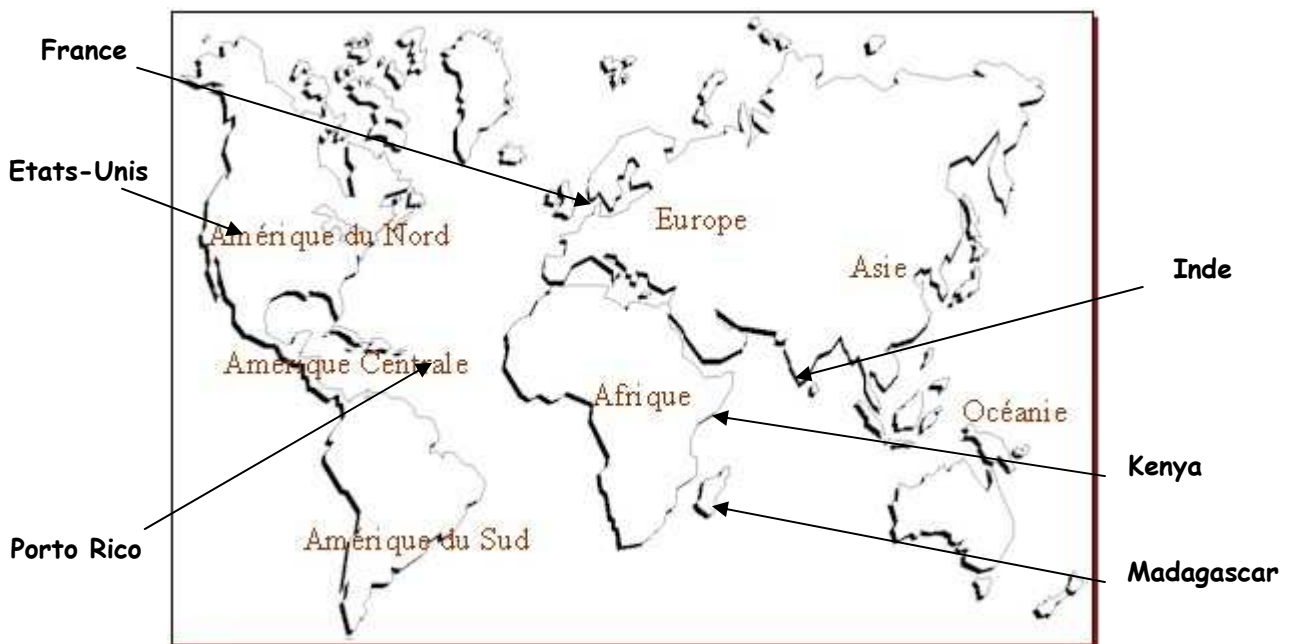 France
Etats-Unis
Amérique du Nord
Europe
Asie
Inde
Amérique Centrale
Afrique
Océanie
Kenya
Porto Rico
Amérique du Sud
Madagascar